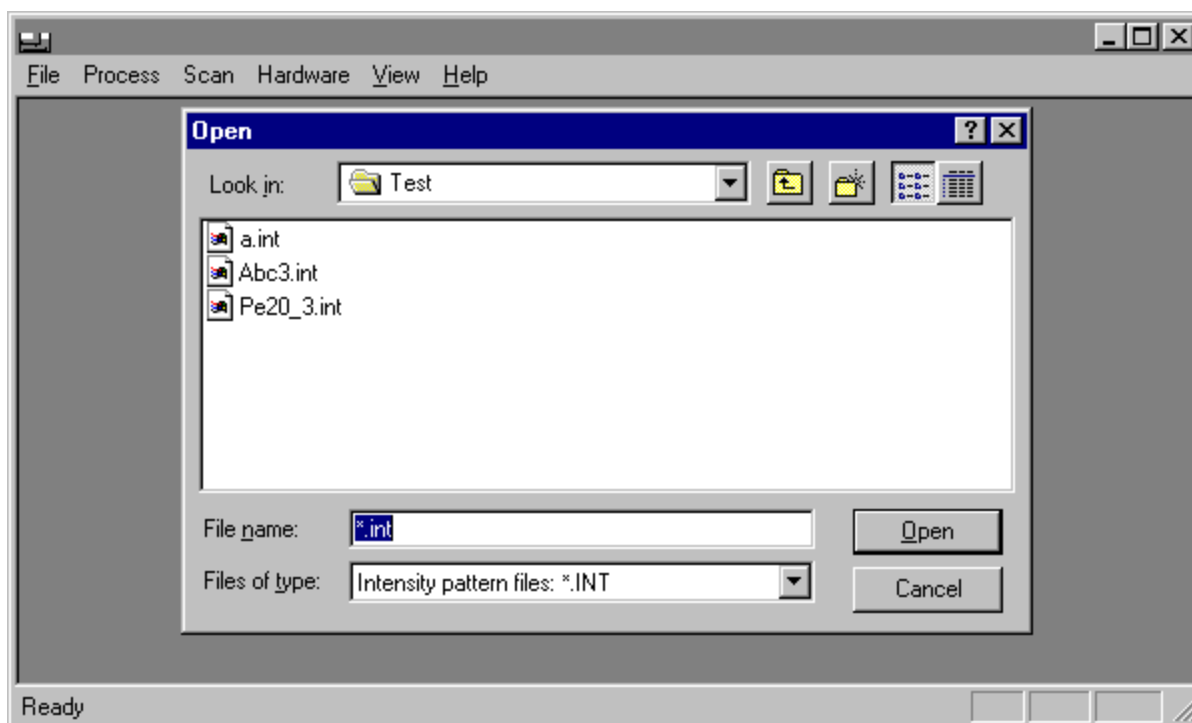 File Process Scan Hardware View Help
Open
Look in: Test
a.int
Abc3.int
Pe20_3.int
File name: *.int Open
Files of type: Intensity pattern files: *.INT Cancel
Ready